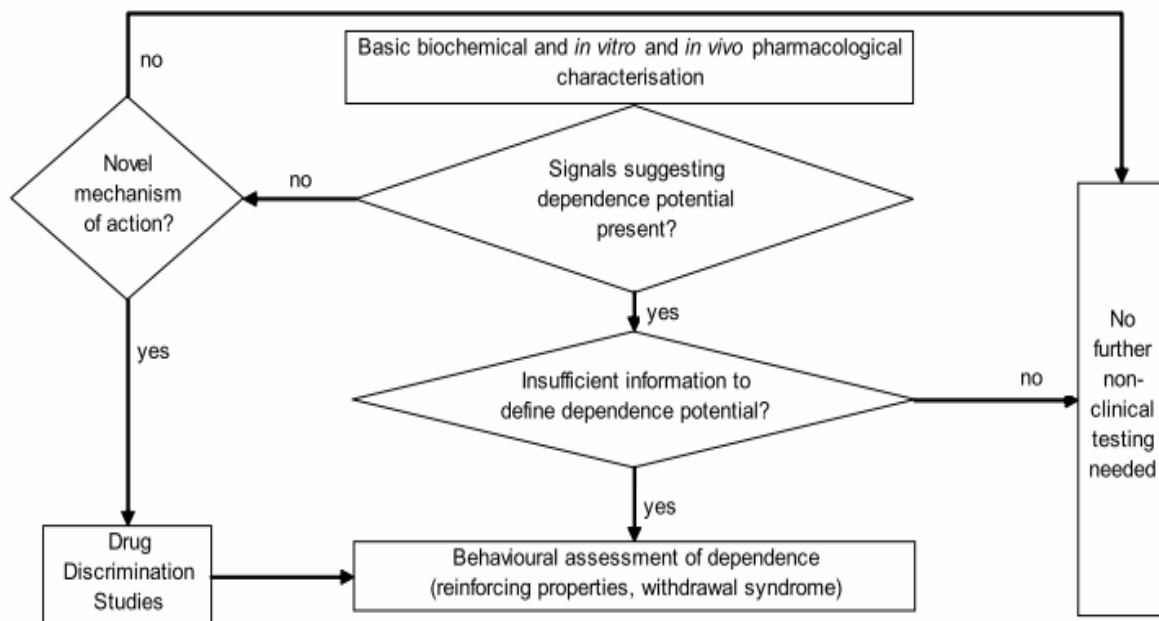 no
Basic biochemical and in vitro and in vivo pharmacological
characterisation
Novel
mechanism
of action?
no
Signals suggesting
dependence potential
present?
yes
yes
Insufficient information to
define dependence potential?
no
No
further
non-
clinical
testing
needed
yes
Drug
Discrimination
Studies
Behavioural assessment of dependence
(reinforcing properties, withdrawal syndrome)